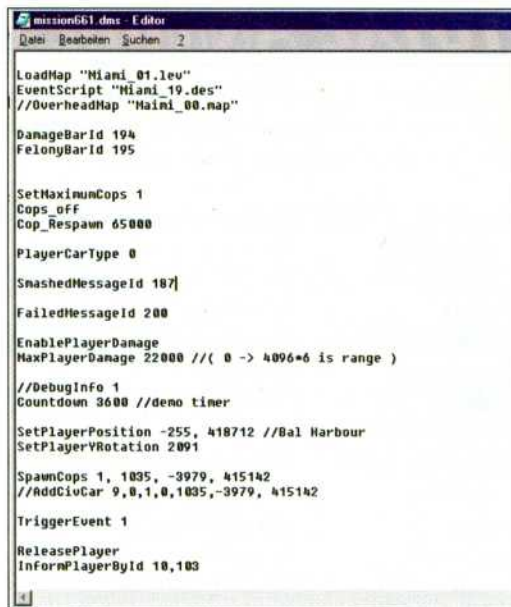 mission661.dms - Editor
Datei Bearbeiten Suchen ?
LoadMap "Miami_01.lev"
EventScript "Miami_19.des"
//OverheadMap "Maimi_00.map"
DamageBarId 194
FelonyBarId 195
SetMaximumCops 1
Cops_off
Cop_Respawn 65000
PlayerCarType 0
SmashedMessageId 187
FailedMessageId 200
EnablePlayerDamage
MaxPlayerDamage 22000 //( 0 -> 4096*6 is range )
//DebugInfo 1
Countdown 3600 //demo timer
SetPlayerPosition -255, 418712 //Bal Harbour
SetPlayerYRotation 2091
SpawnCops 1, 1035, -3979, 415142
//AddCivCar 9,0,1,0,1035,-3979, 415142
TriggerEvent 1
ReleasePlayer
InformPlayerById 10,103